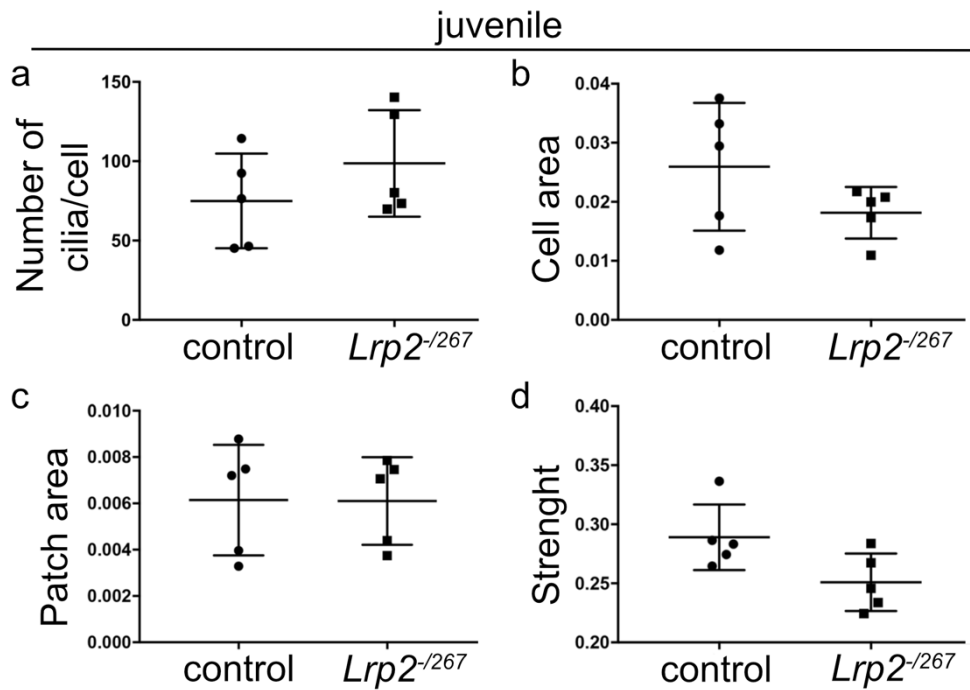 juvenile
a
Number of
cilia/cell
150
100
50
0
control Lrp2-/267
b
Cell area
0.04
0.03
0.02
0.01
0.00
control Lrp2-/267
c
Patch area
0.010
0.008
0.006
0.004
0.002
0.000
control Lrp2-/267
d
Strenght
0.40
0.35
0.30
0.25
0.20
control Lrp2-/267